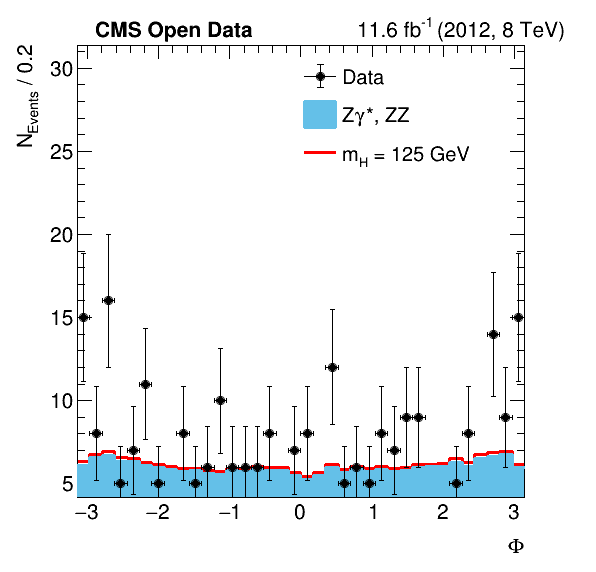 CMS Open Data 11.6 fb⁻¹ (2012, 8 TeV)
N_Events / 0.2
30
25
20
15
10
5
Data
Zγ*, ZZ
m_H = 125 GeV
−3 −2 −1 0 1 2 3
Φ